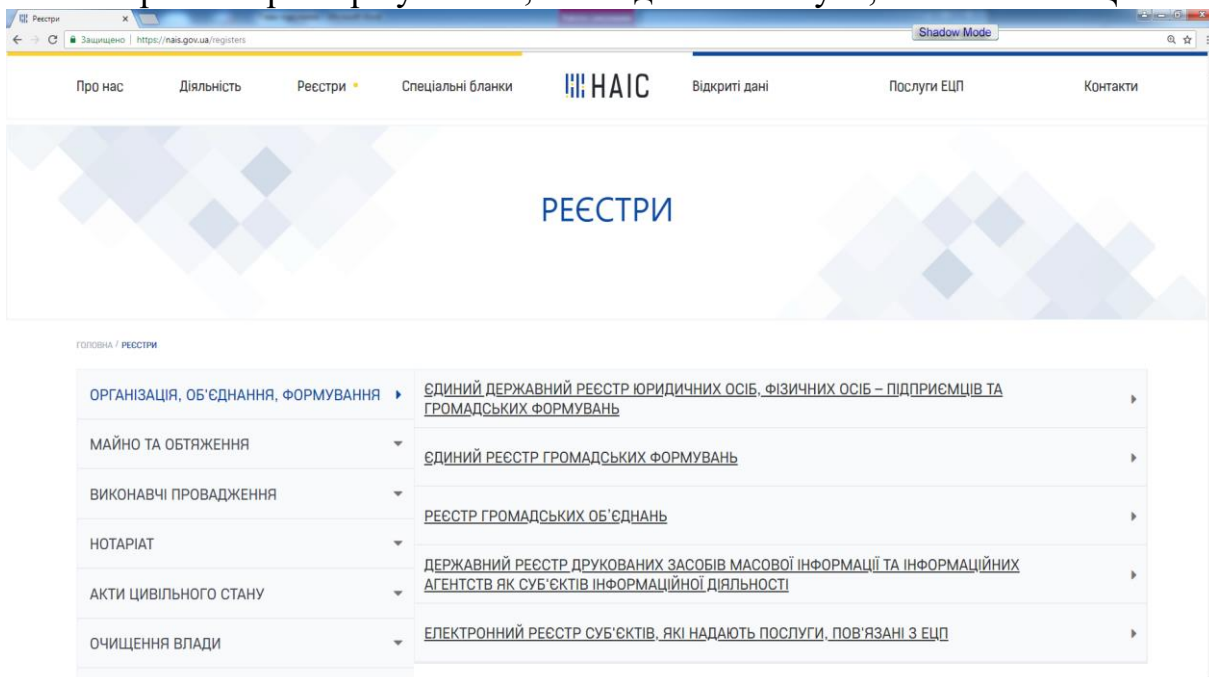 Реєстри
Shadow Mode
Защищено | https://nais.gov.ua/registers
Про нас Діяльність Реєстри Спеціальні бланки НАІС Відкриті дані Послуги ЕЦП Контакти
РЕЄСТРИ
ГОЛОВНА / РЕЄСТРИ
ОРГАНІЗАЦІЯ, ОБ'ЄДНАННЯ, ФОРМУВАННЯ
МАЙНО ТА ОБТЯЖЕННЯ
ВИКОНАВЧІ ПРОВАДЖЕННЯ
НОТАРІАТ
АКТИ ЦИВІЛЬНОГО СТАНУ
ОЧИЩЕННЯ ВЛАДИ
ЄДИНИЙ ДЕРЖАВНИЙ РЕЄСТР ЮРИДИЧНИХ ОСІБ, ФІЗИЧНИХ ОСІБ – ПІДПРИЄМЦІВ ТА
ГРОМАДСЬКИХ ФОРМУВАНЬ
ЄДИНИЙ РЕЄСТР ГРОМАДСЬКИХ ФОРМУВАНЬ
РЕЄСТР ГРОМАДСЬКИХ ОБ'ЄДНАНЬ
ДЕРЖАВНИЙ РЕЄСТР ДРУКОВАНИХ ЗАСОБІВ МАСОВОЇ ІНФОРМАЦІЇ ТА ІНФОРМАЦІЙНИХ
АГЕНТСТВ ЯК СУБ'ЄКТІВ ІНФОРМАЦІЙНОЇ ДІЯЛЬНОСТІ
ЕЛЕКТРОННИЙ РЕЄСТР СУБ'ЄКТІВ, ЯКІ НАДАЮТЬ ПОСЛУГИ, ПОВ'ЯЗАНІ З ЕЦП